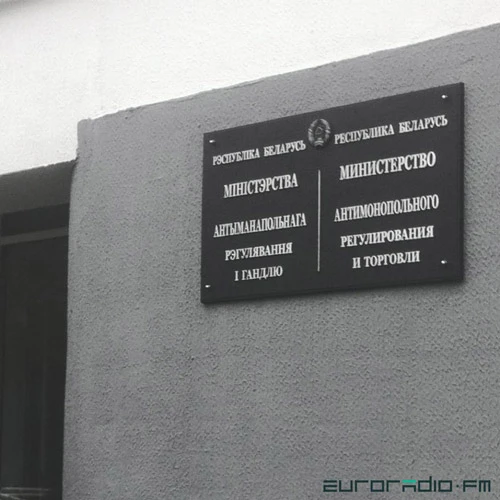 РЭСПУБЛІКА БЕЛАРУСЬ
МІНІСТЭРСТВА
АНТЫМАНАПОЛЬНАГА
РЭГУЛЯВАННЯ
І ГАНДЛЮ
РЕСПУБЛИКА БЕЛАРУСЬ
МИНИСТЕРСТВО
АНТИМОНОПОЛЬНОГО
РЕГУЛИРОВАНИЯ
И ТОРГОВЛИ
EURORADIO·FM